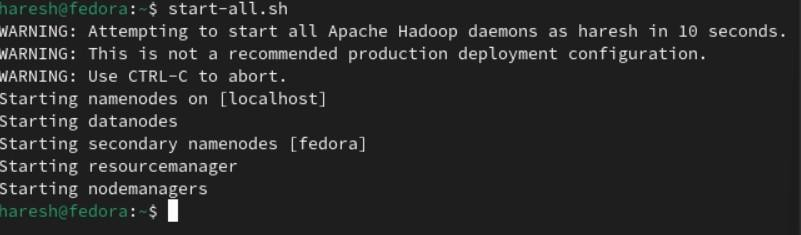 haresh@fedora:~$ start-all.sh
WARNING: Attempting to start all Apache Hadoop daemons as haresh in 10 seconds.
WARNING: This is not a recommended production deployment configuration.
WARNING: Use CTRL-C to abort.
Starting namenodes on [localhost]
Starting datanodes
Starting secondary namenodes [fedora]
Starting resourcemanager
Starting nodemanagers
haresh@fedora:~$